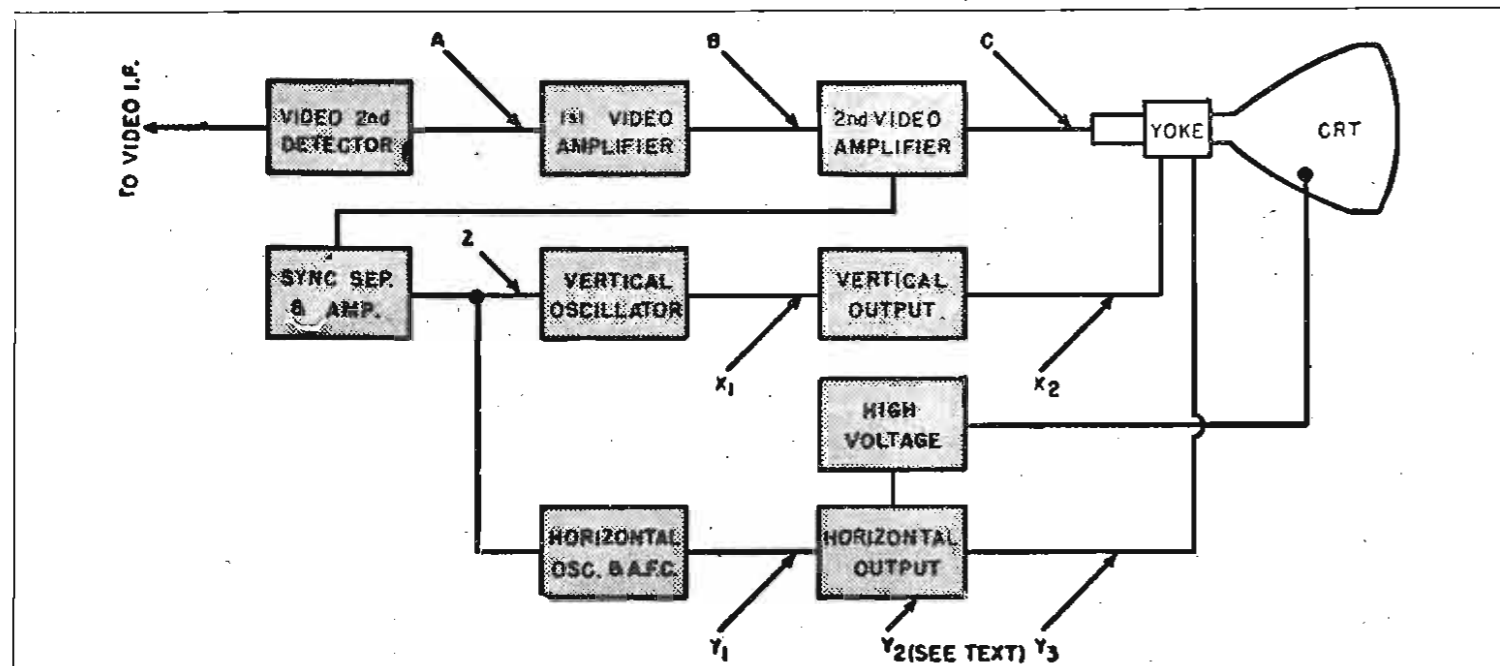 A
B
C
TO VIDEO I.F.
VIDEO 2nd
DETECTOR
1st VIDEO
AMPLIFIER
2nd VIDEO
AMPLIFIER
YOKE
CRT
SYNC SEP.
& AMP.
Z
VERTICAL
OSCILLATOR
VERTICAL
OUTPUT
X1
X2
HIGH
VOLTAGE
HORIZONTAL
OSC. & A.F.C.
HORIZONTAL
OUTPUT
Y1
Y2 (SEE TEXT)
Y3